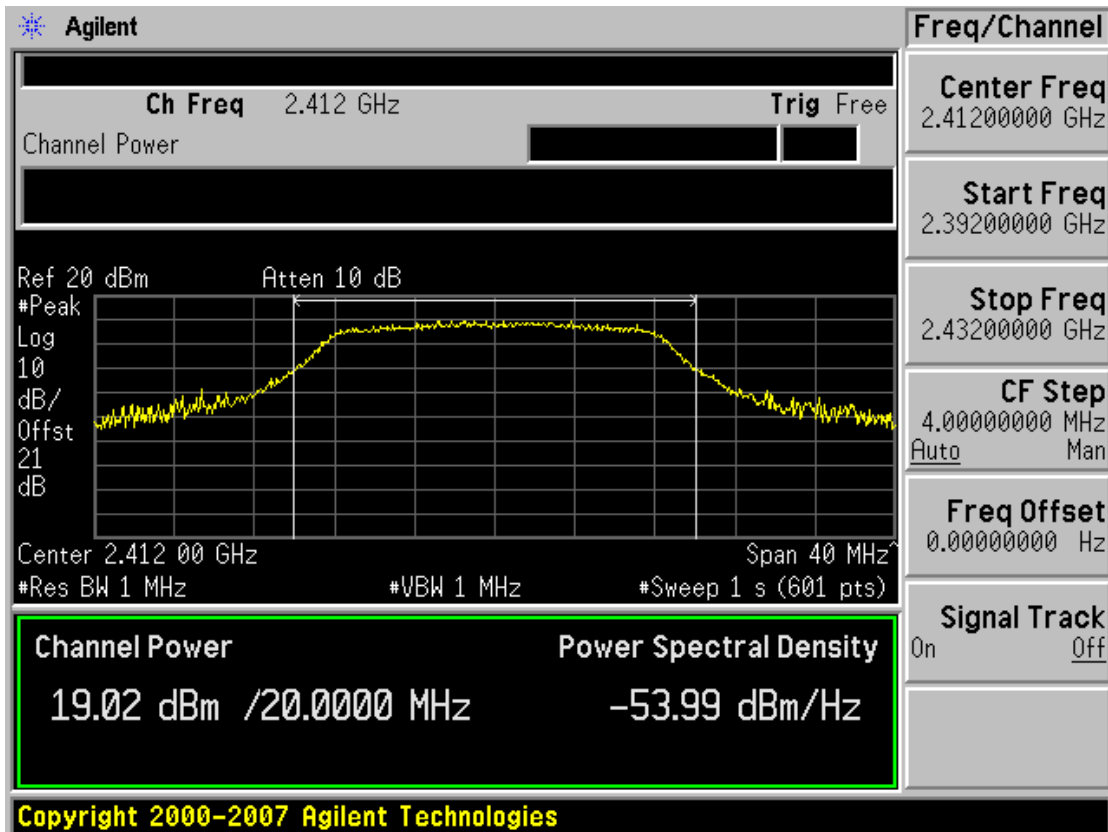 Agilent
Freq/Channel
Ch Freq 2.412 GHz Trig Free
Channel Power
Center Freq
2.41200000 GHz
Start Freq
2.39200000 GHz
Stop Freq
2.43200000 GHz
CF Step
4.00000000 MHz
Auto Man
Freq Offset
0.00000000 Hz
Signal Track
On Off
Ref 20 dBm Atten 10 dB
#Peak
Log
10
dB/
Offst
21
dB
Center 2.412 00 GHz Span 40 MHz^
#Res BW 1 MHz #VBW 1 MHz #Sweep 1 s (601 pts)
Channel Power Power Spectral Density
19.02 dBm /20.0000 MHz -53.99 dBm/Hz
Copyright 2000-2007 Agilent Technologies